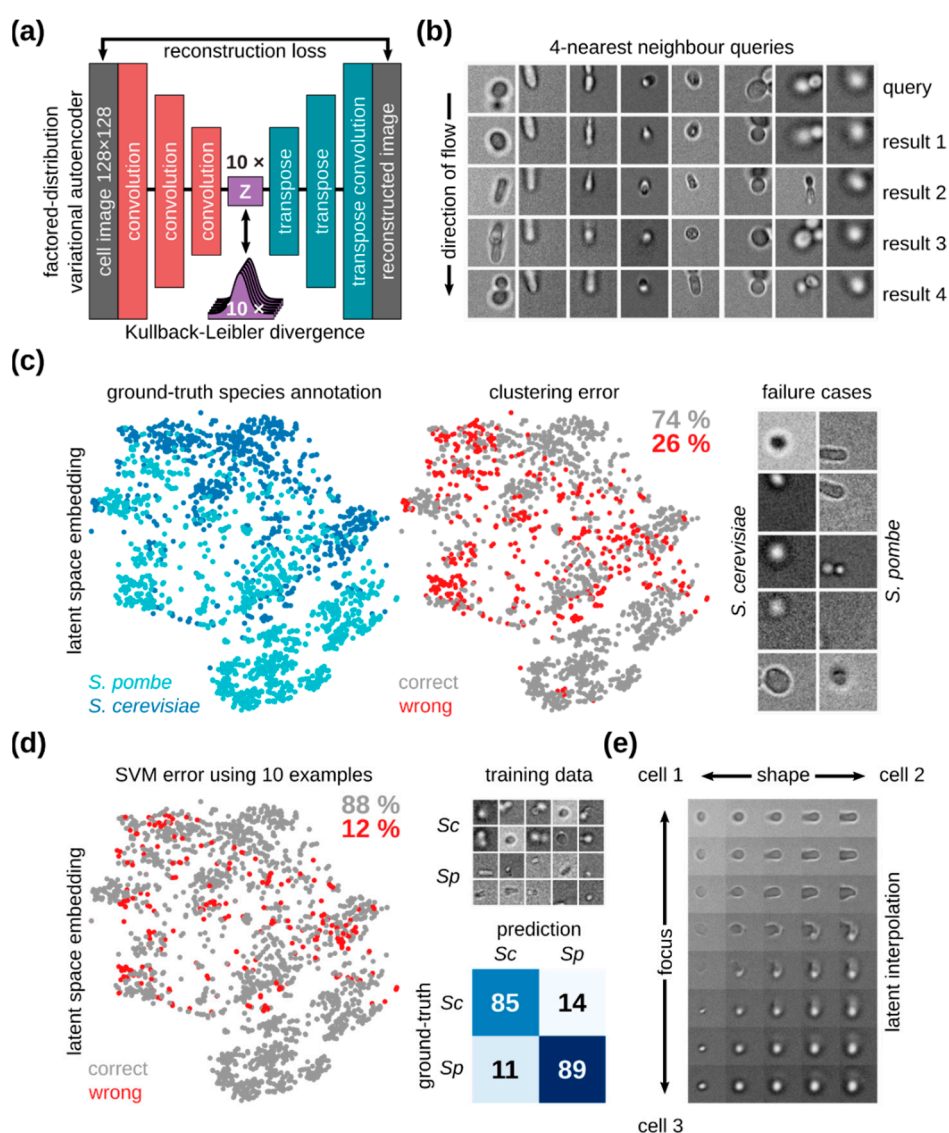 (a)
reconstruction loss
factored-distribution
variational autoencoder
cell image 128×128
convolution
convolution
convolution
10 ×
z
transpose
transpose
transpose convolution
reconstructed image
10 ×
Kullback-Leibler divergence
(b)
4-nearest neighbour queries
direction of flow
query
result 1
result 2
result 3
result 4
(c)
ground-truth species annotation
latent space embedding
S. pombe
S. cerevisiae
clustering error
74 %
26 %
correct
wrong
failure cases
S. cerevisiae
S. pombe
(d)
SVM error using 10 examples
88 %
12 %
latent space embedding
correct
wrong
training data
Sc
Sp
prediction
Sc Sp
ground-truth
Sc 85 14
Sp 11 89
(e)
cell 1 shape cell 2
focus
latent interpolation
cell 3